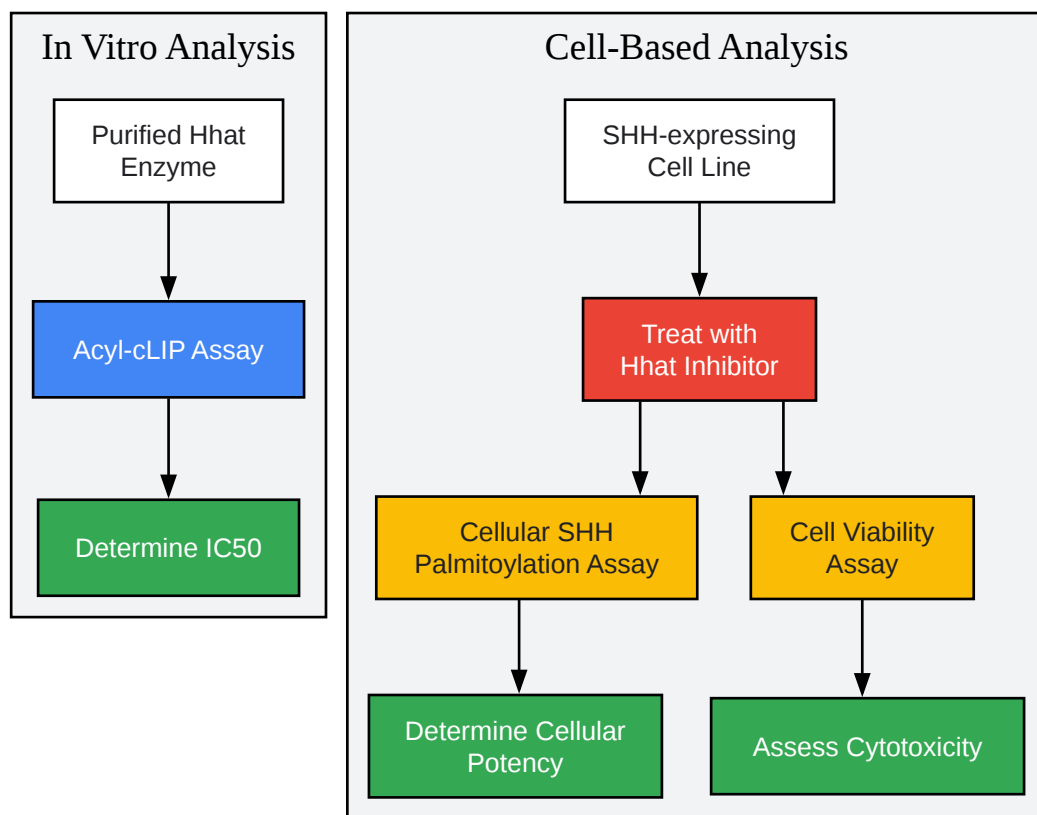 In Vitro Analysis
Purified Hhat
Enzyme
Acyl-cLIP Assay
Determine IC50
Cell-Based Analysis
SHH-expressing
Cell Line
Treat with
Hhat Inhibitor
Cellular SHH
Palmitoylation Assay
Cell Viability
Assay
Determine Cellular
Potency
Assess Cytotoxicity